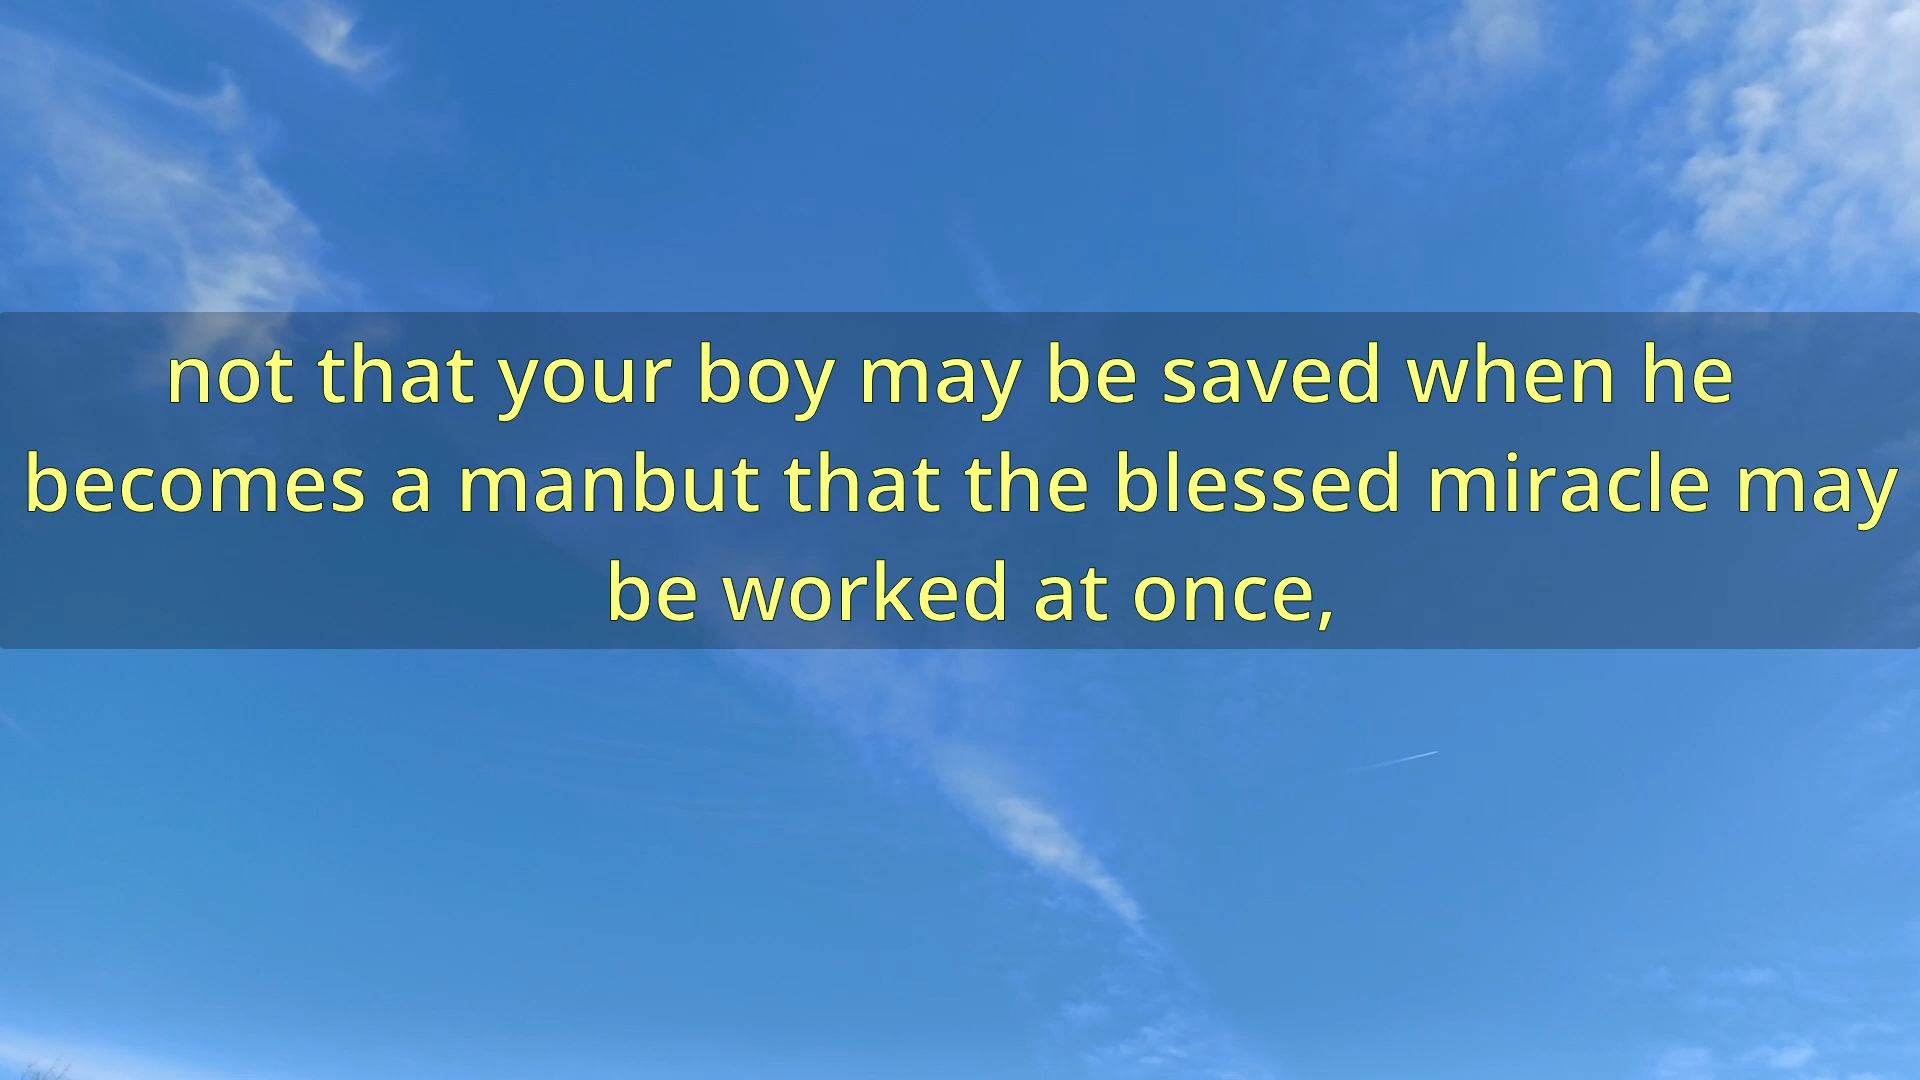 not that your boy may be saved when he
becomes a manbut that the blessed miracle may
be worked at once,